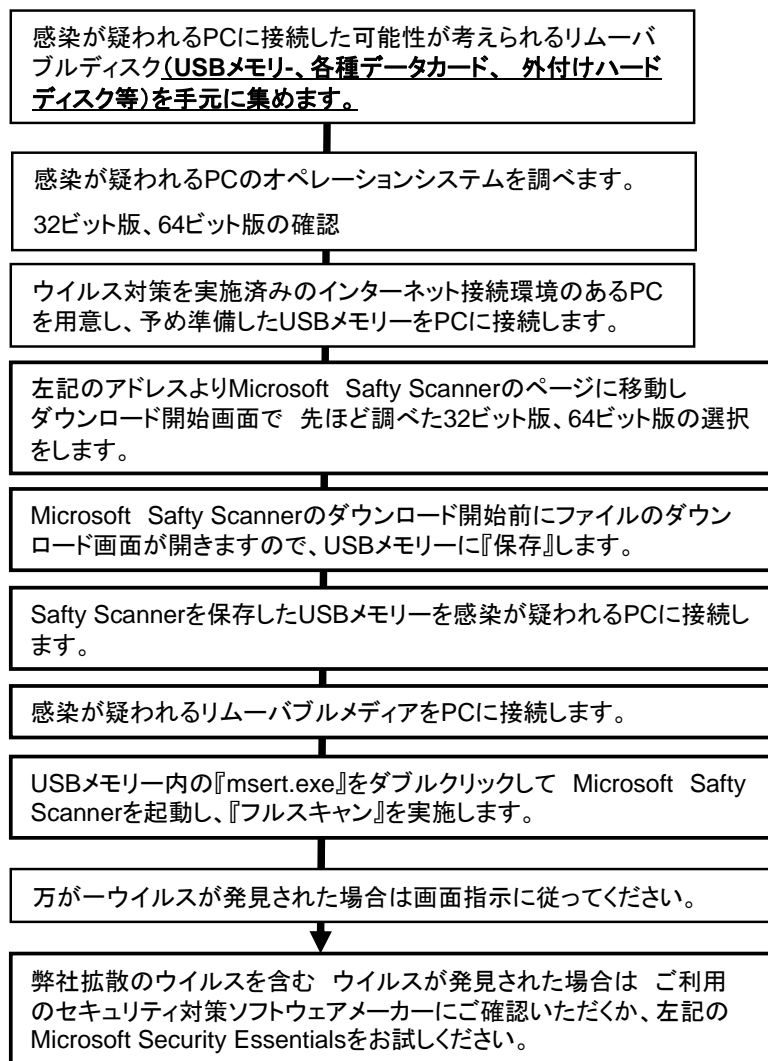 感染が疑われるPCに接続した可能性が考えられるリムーバ
ブルディスク(USBメモリ-、各種データカード、 外付けハード
ディスク等)を手元に集めます。
感染が疑われるPCのオペレーションシステムを調べます。
32ビット版、64ビット版の確認
ウイルス対策を実施済みのインターネット接続環境のあるPC
を用意し、予め準備したUSBメモリーをPCに接続します。
左記のアドレスよりMicrosoft Safty Scannerのページに移動し
ダウンロード開始画面で 先ほど調べた32ビット版、64ビット版の選択
をします。
Microsoft Safty Scannerのダウンロード開始前にファイルのダウン
ロード画面が開きますので、USBメモリーに『保存』します。
Safty Scannerを保存したUSBメモリーを感染が疑われるPCに接続し
ます。
感染が疑われるリムーバブルメディアをPCに接続します。
USBメモリー内の『msert.exe』をダブルクリックして Microsoft Safty
Scannerを起動し、『フルスキャン』を実施します。
万が一ウイルスが発見された場合は画面指示に従ってください。
弊社拡散のウイルスを含む ウイルスが発見された場合は ご利用
のセキュリティ対策ソフトウェアメーカーにご確認いただくか、左記の
Microsoft Security Essentialsをお試しください。